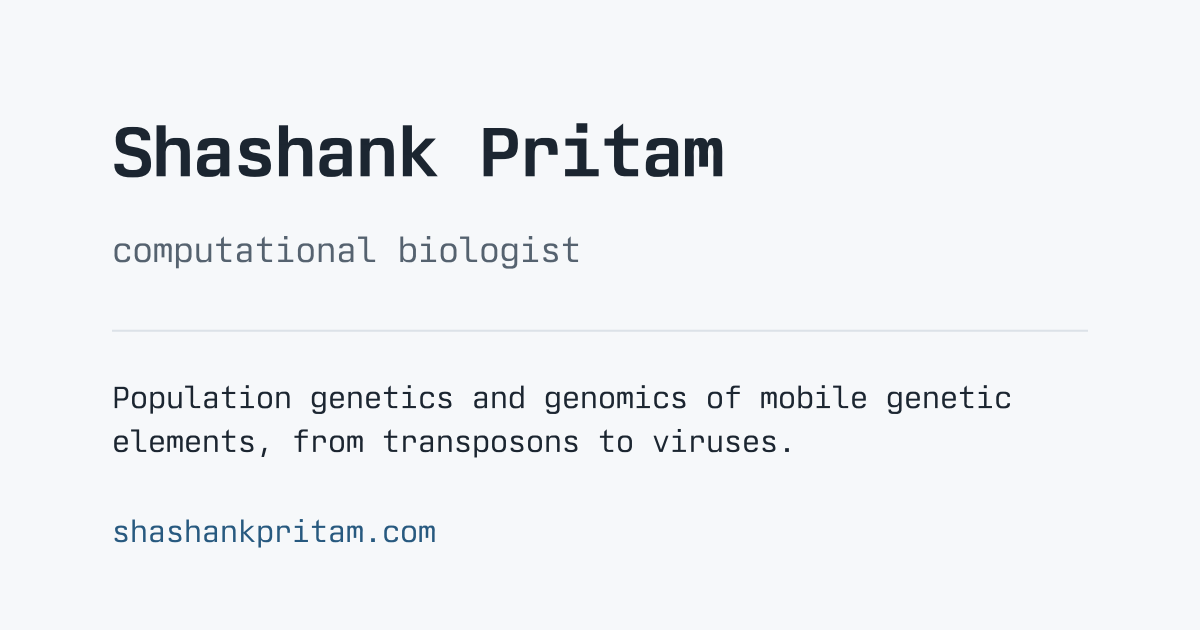 Shashank Pritam
computational biologist
Population genetics and genomics of mobile genetic
elements, from transposons to viruses.
shashankpritam.com